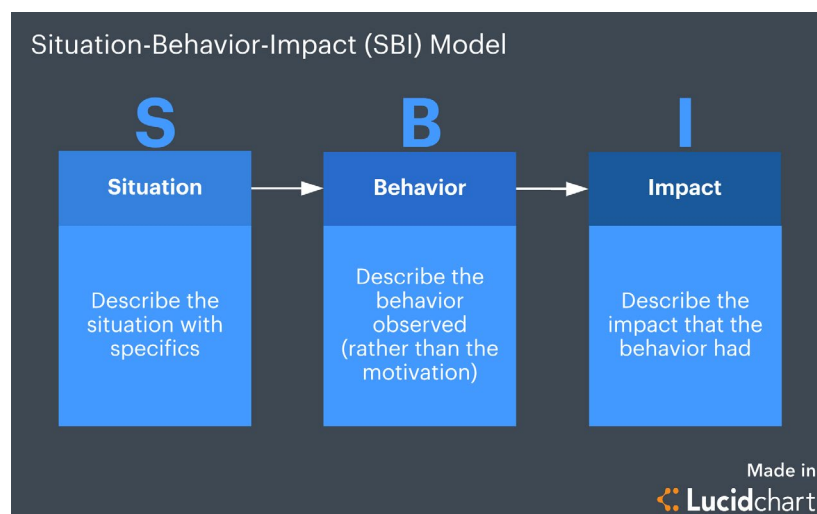 Situation-Behavior-Impact (SBI) Model
S
B
I
Situation
Behavior
Impact
Describe the
situation with
specifics
Describe the
behavior
observed
(rather than the
motivation)
Describe the
impact that the
behavior had
Made in
Lucidchart